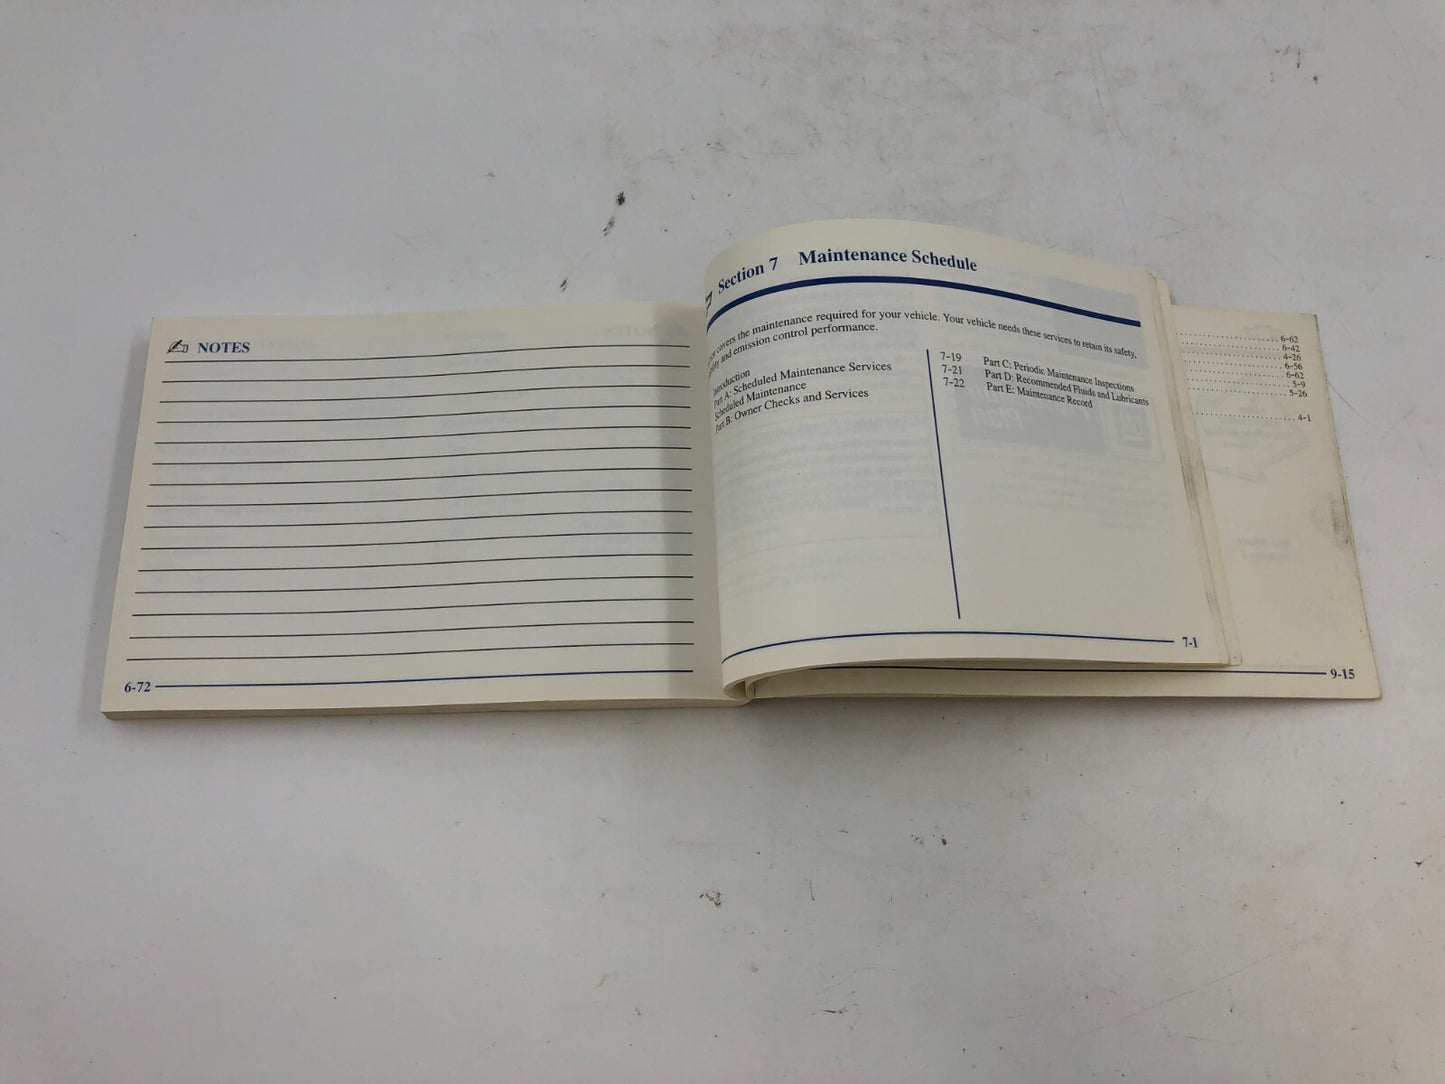 NOTES
6-72
Section 7 Maintenance Schedule
covers the maintenance required for your vehicle. Your vehicle needs these services to retain its safety,
and emission control performance.
Introduction
Part A: Scheduled Maintenance Services
Scheduled Maintenance
Part B: Owner Checks and Services
7-19 Part C: Periodic Maintenance Inspections
7-21 Part D: Recommended Fluids and Lubricants
7-22 Part E: Maintenance Record
7-1
6-62
6-42
4-26
6-56
6-62
5-9
5-26
4-1
9-15